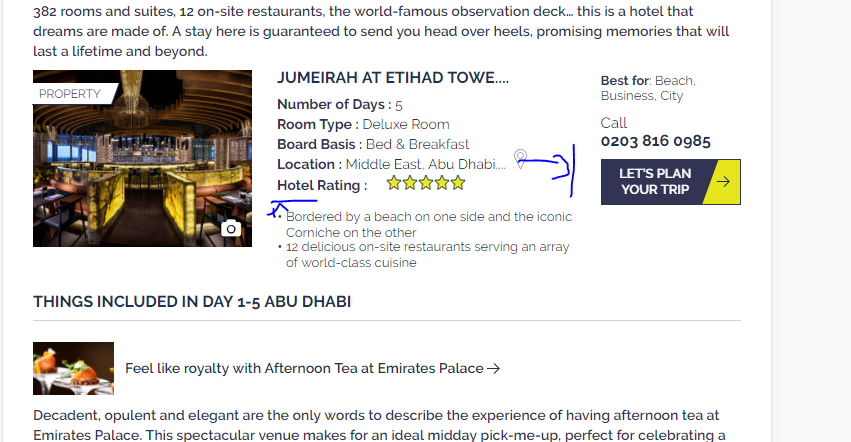 382 rooms and suites, 12 on-site restaurants, the world-famous observation deck... this is a hotel that
dreams are made of. A stay here is guaranteed to send you head over heels, promising memories that will
last a lifetime and beyond.
PROPERTY
JUMEIRAH AT ETIHAD TOWE....
Number of Days : 5
Room Type : Deluxe Room
Board Basis : Bed & Breakfast
Location : Middle East, Abu Dhabi....
Hotel Rating :
• Bordered by a beach on one side and the iconic
Corniche on the other
• 12 delicious on-site restaurants serving an array
of world-class cuisine
Best for: Beach,
Business, City
Call
0203 816 0985
LET'S PLAN
YOUR TRIP
THINGS INCLUDED IN DAY 1-5 ABU DHABI
Feel like royalty with Afternoon Tea at Emirates Palace
Decadent, opulent and elegant are the only words to describe the experience of having afternoon tea at
Emirates Palace. This spectacular venue makes for an ideal midday pick-me-up, perfect for celebrating a